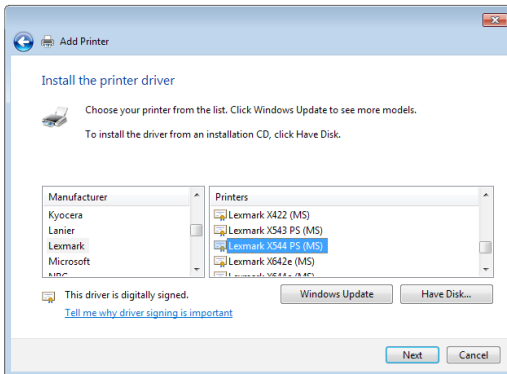 Add Printer
Install the printer driver
Choose your printer from the list. Click Windows Update to see more models.
To install the driver from an installation CD, click Have Disk.
Manufacturer
Kyocera
Lanier
Lexmark
Microsoft
Printers
Lexmark X422 (MS)
Lexmark X543 PS (MS)
Lexmark X544 PS (MS)
Lexmark X642e (MS)
This driver is digitally signed.
Tell me why driver signing is important
Windows Update
Have Disk...
Next
Cancel